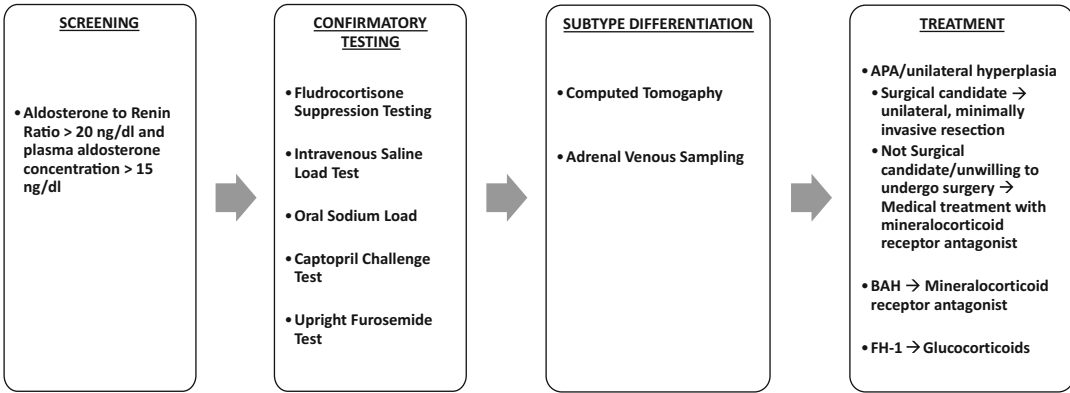 SCREENING
• Aldosterone to Renin
Ratio > 20 ng/dl and
plasma aldosterone
concentration > 15
ng/dl
CONFIRMATORY
TESTING
• Fludrocortisone
Suppression Testing
• Intravenous Saline
Load Test
• Oral Sodium Load
• Captopril Challenge
Test
• Upright Furosemide
Test
SUBTYPE DIFFERENTIATION
• Computed Tomogaphy
• Adrenal Venous Sampling
TREATMENT
• APA/unilateral hyperplasia
• Surgical candidate →
unilateral, minimally
invasive resection
• Not Surgical
candidate/unwilling to
undergo surgery →
Medical treatment with
mineralocorticoid
receptor antagonist
• BAH → Mineralocorticoid
receptor antagonist
• FH-1 → Glucocorticoids